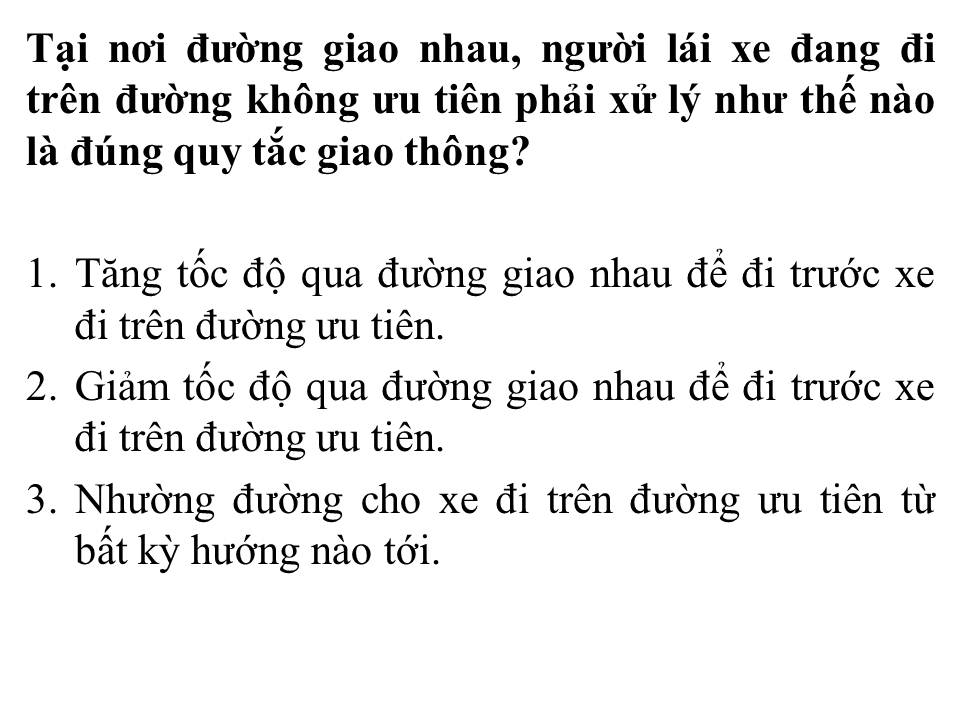 Tại nơi đường giao nhau, người lái xe đang đi
trên đường không ưu tiên phải xử lý như thế nào
là đúng quy tắc giao thông?
1. Tăng tốc độ qua đường giao nhau để đi trước xe
đi trên đường ưu tiên.
2. Giảm tốc độ qua đường giao nhau để đi trước xe
đi trên đường ưu tiên.
3. Nhường đường cho xe đi trên đường ưu tiên từ
bất kỳ hướng nào tới.